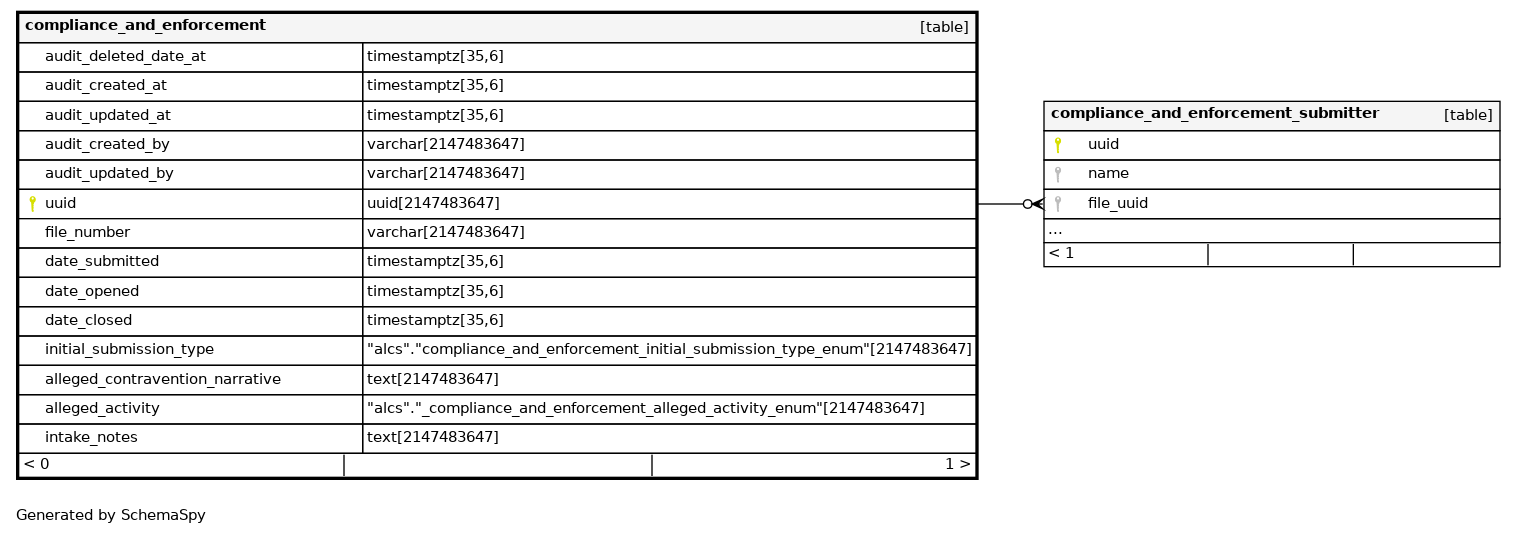 compliance_and_enforcement [table]
audit_deleted_date_at timestamptz[35,6]
audit_created_at timestamptz[35,6]
audit_updated_at timestamptz[35,6]
audit_created_by varchar[2147483647]
audit_updated_by varchar[2147483647]
uuid uuid[2147483647]
file_number varchar[2147483647]
date_submitted timestamptz[35,6]
date_opened timestamptz[35,6]
date_closed timestamptz[35,6]
initial_submission_type "alcs"."compliance_and_enforcement_initial_submission_type_enum"[2147483647]
alleged_contravention_narrative text[2147483647]
alleged_activity "alcs"."_compliance_and_enforcement_alleged_activity_enum"[2147483647]
intake_notes text[2147483647]
< 0 1 >
compliance_and_enforcement_submitter [table]
uuid
name
file_uuid
...
< 1
Generated by SchemaSpy